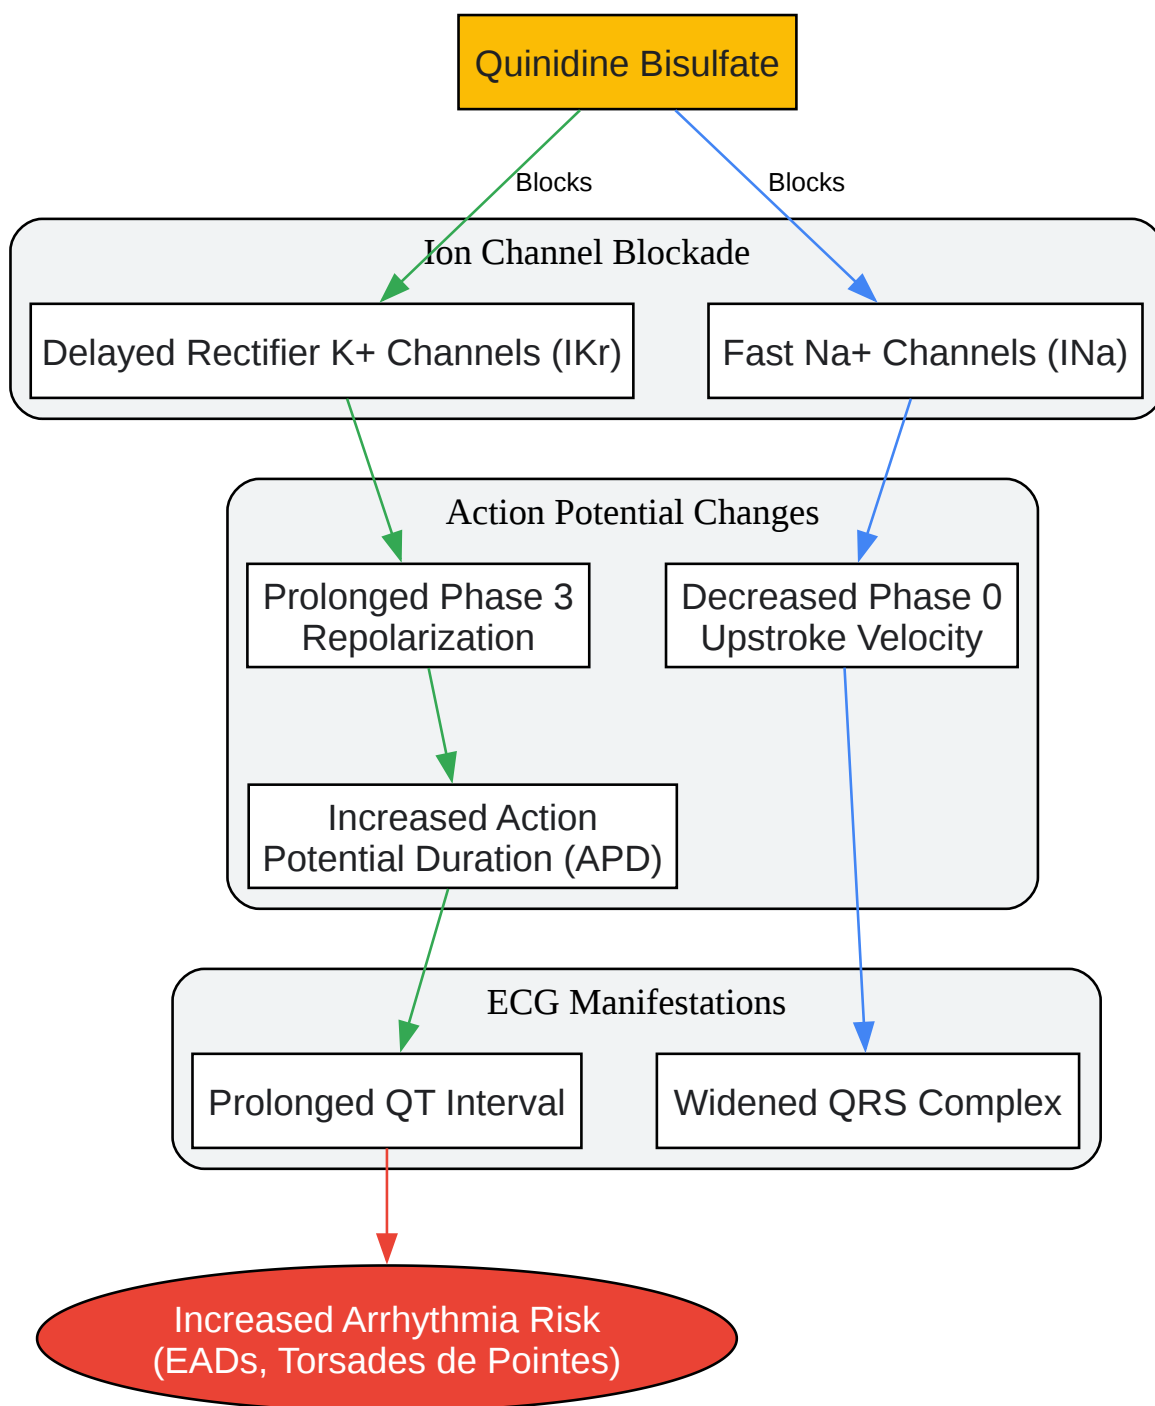 Quinidine Bisulfate
Blocks
Blocks
Ion Channel Blockade
Delayed Rectifier K+ Channels (IKr)
Fast Na+ Channels (INa)
Action Potential Changes
Prolonged Phase 3
Repolarization
Decreased Phase 0
Upstroke Velocity
Increased Action
Potential Duration (APD)
ECG Manifestations
Prolonged QT Interval
Widened QRS Complex
Increased Arrhythmia Risk
(EADs, Torsades de Pointes)